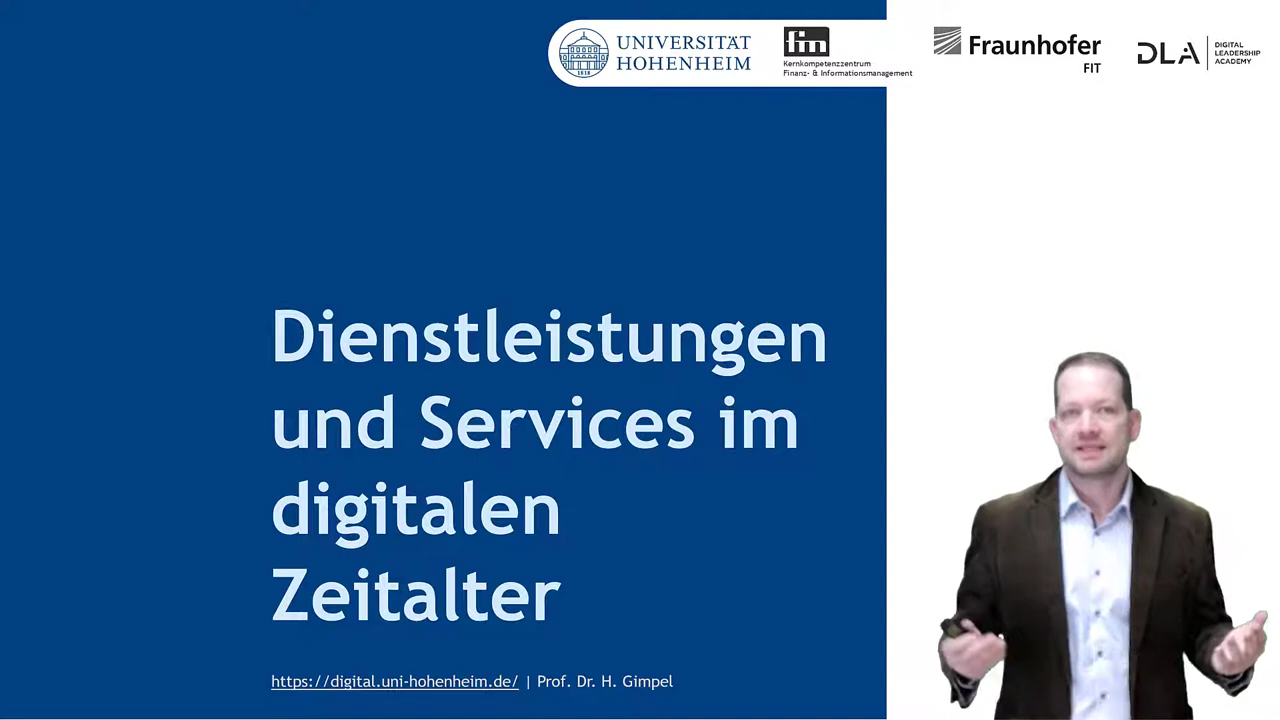 UNIVERSITÄT
HOHENHEIM
1818
fim
Kernkompetenzzentrum
Finanz- & Informationsmanagement
Fraunhofer
FIT
DLA
DIGITAL
LEADERSHIP
ACADEMY
Dienstleistungen
und Services im
digitalen
Zeitalter
https://digital.uni-hohenheim.de/ | Prof. Dr. H. Gimpel